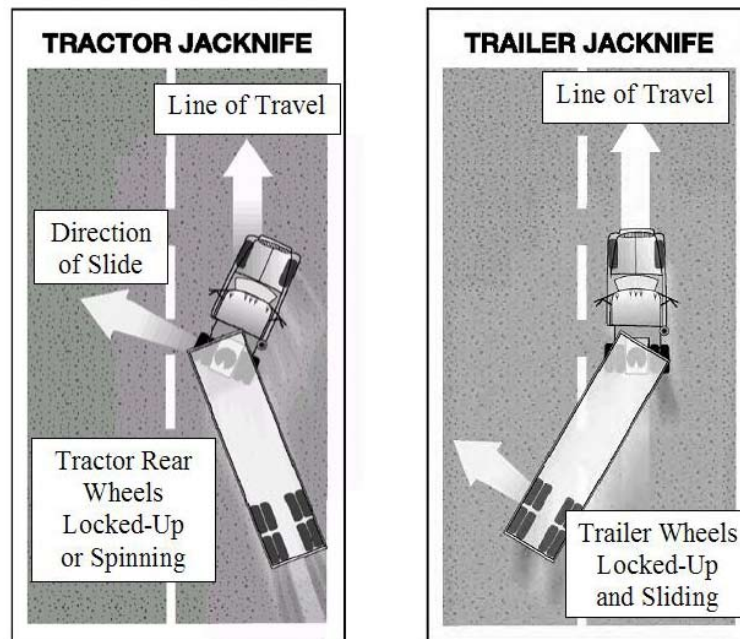 TRACTOR JACKNIFE
Line of Travel
Direction
of Slide
Tractor Rear
Wheels
Locked-Up
or Spinning
TRAILER JACKNIFE
Line of Travel
Trailer Wheels
Locked-Up
and Sliding